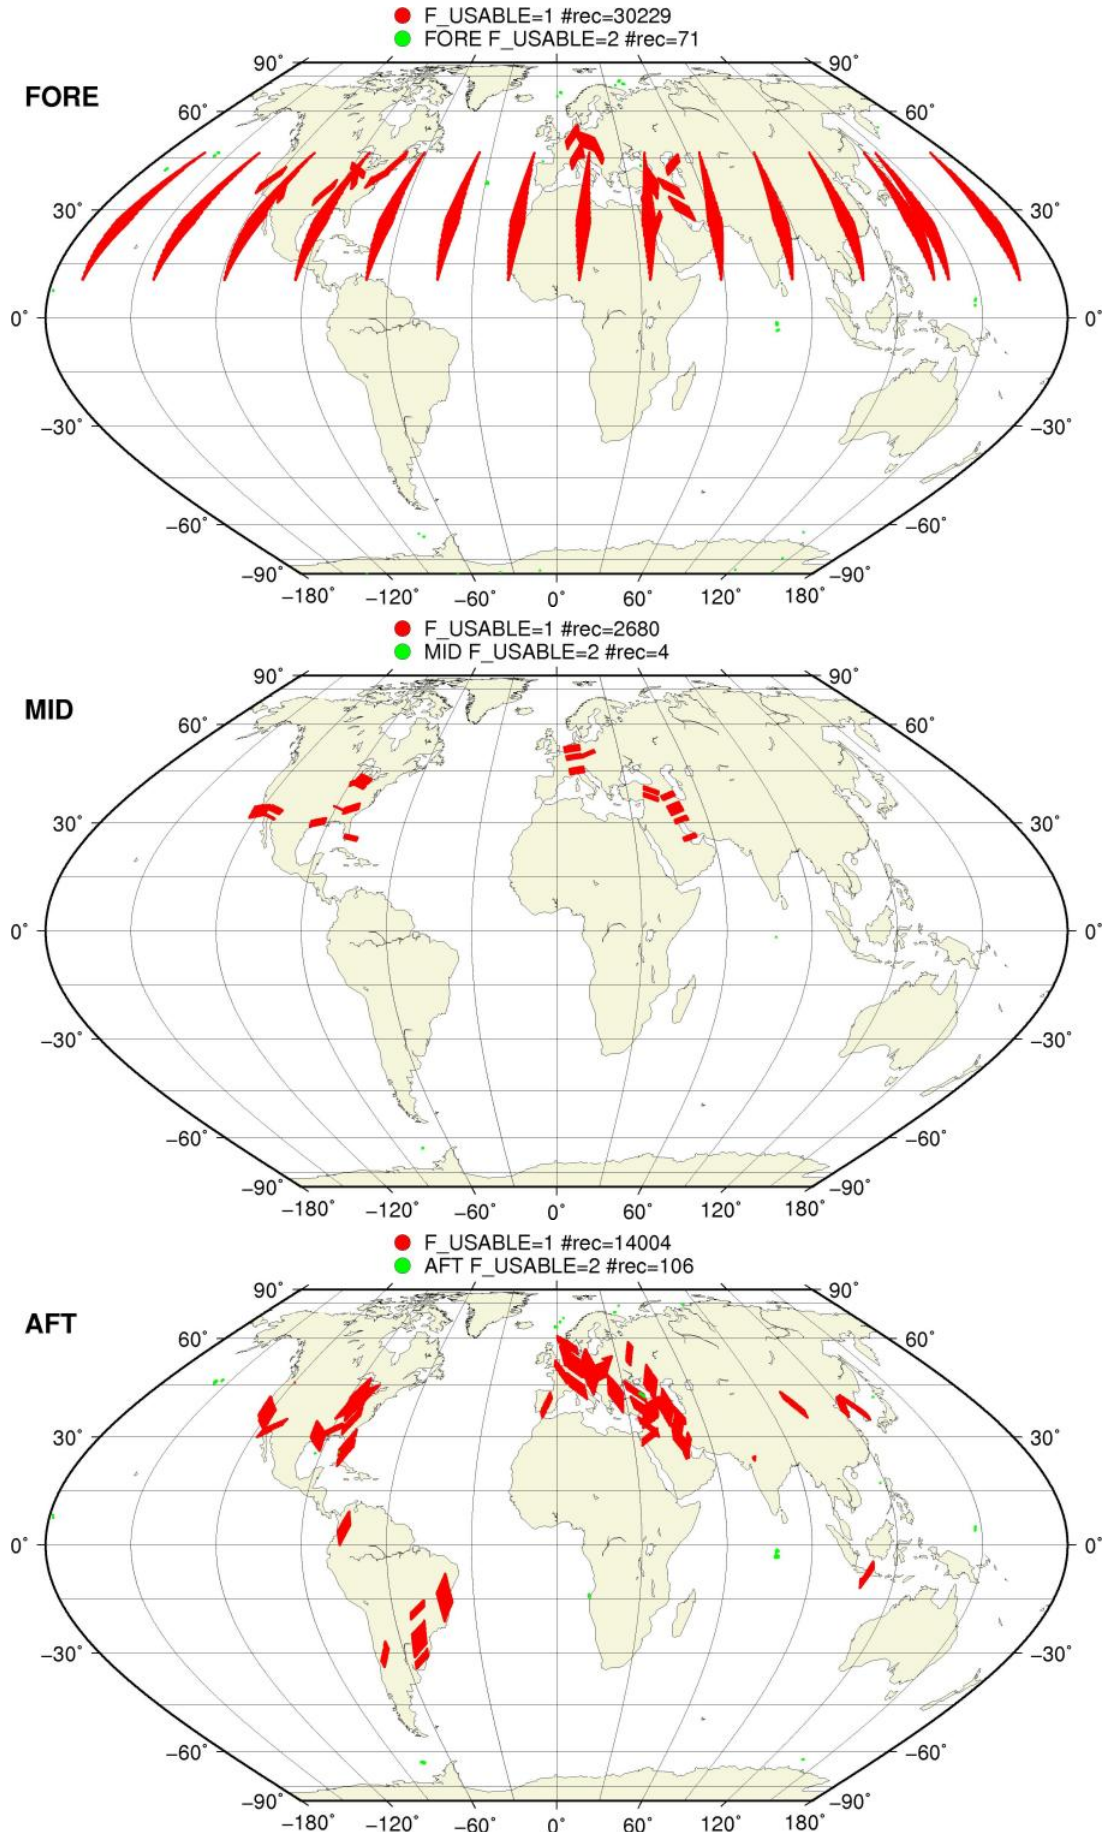 F_USABLE=1 #rec=30229
FORE F_USABLE=2 #rec=71
90° 90°
FORE
60° 60°
30° 30°
0° 0°
−30° −30°
−60° −60°
−90° −90°
−180° −120° −60° 0° 60° 120° 180°
F_USABLE=1 #rec=2680
MID F_USABLE=2 #rec=4
90° 90°
MID
60° 60°
30° 30°
0° 0°
−30° −30°
−60° −60°
−90° −90°
−180° −120° −60° 0° 60° 120° 180°
F_USABLE=1 #rec=14004
AFT F_USABLE=2 #rec=106
90° 90°
AFT
60° 60°
30° 30°
0° 0°
−30° −30°
−60° −60°
−90° −90°
−180° −120° −60° 0° 60° 120° 180°